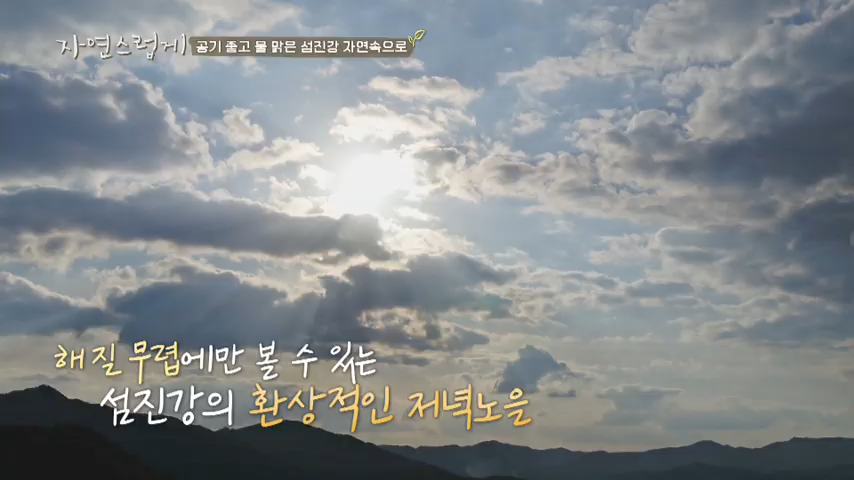 자연스럽게
공기 좋고 물 맑은 섬진강 자연속으로
해 질 무렵에만 볼 수 있는
섬진강의 환상적인 저녁노을